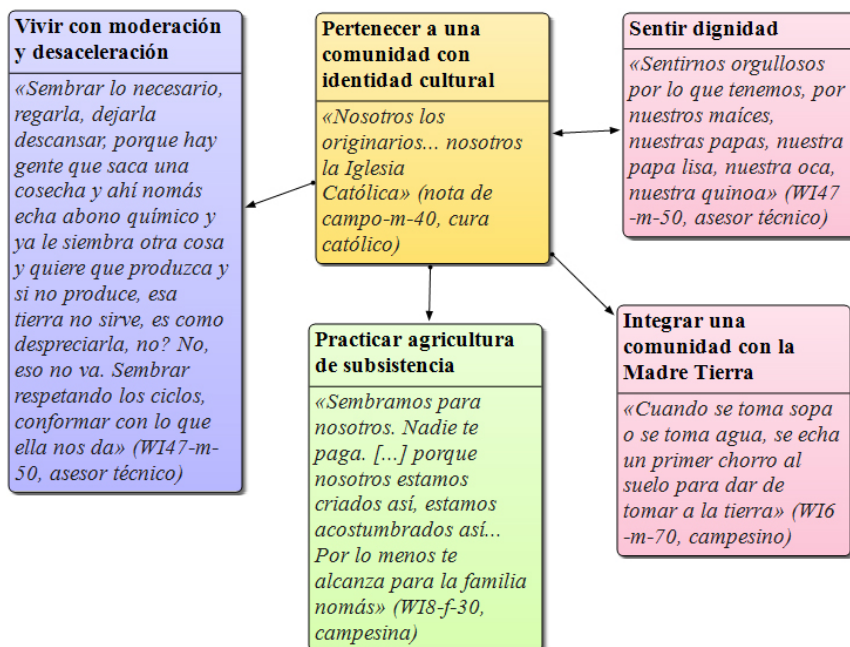 Vivir con moderación
y desaceleración
«Sembrar lo necesario,
regarla, dejarla
descansar, porque hay
gente que saca una
cosecha y ahí nomás
echa abono químico y
ya le siembra otra cosa
y quiere que produzca y
si no produce, esa
tierra no sirve, es como
despreciarla, no? No,
eso no va. Sembrar
respetando los ciclos,
conformar con lo que
ella nos da» (WI47-m-
50, asesor técnico)
Pertenecer a una
comunidad con
identidad cultural
«Nosotros los
originarios... nosotros
la Iglesia
Católica» (nota de
campo-m-40, cura
católico)
Sentir dignidad
«Sentirnos orgullosos
por lo que tenemos, por
nuestros maíces,
nuestras papas, nuestra
papa lisa, nuestra oca,
nuestra quinoa» (WI47
-m-50, asesor técnico)
Practicar agricultura
de subsistencia
«Sembramos para
nosotros. Nadie te
paga. [...] porque
nosotros estamos
criados así, estamos
acostumbrados así...
Por lo menos te
alcanza para la familia
nomás» (WI8-f-30,
campesina)
Integrar una
comunidad con la
Madre Tierra
«Cuando se toma sopa
o se toma agua, se echa
un primer chorro al
suelo para dar de
tomar a la tierra» (WI6
-m-70, campesino)